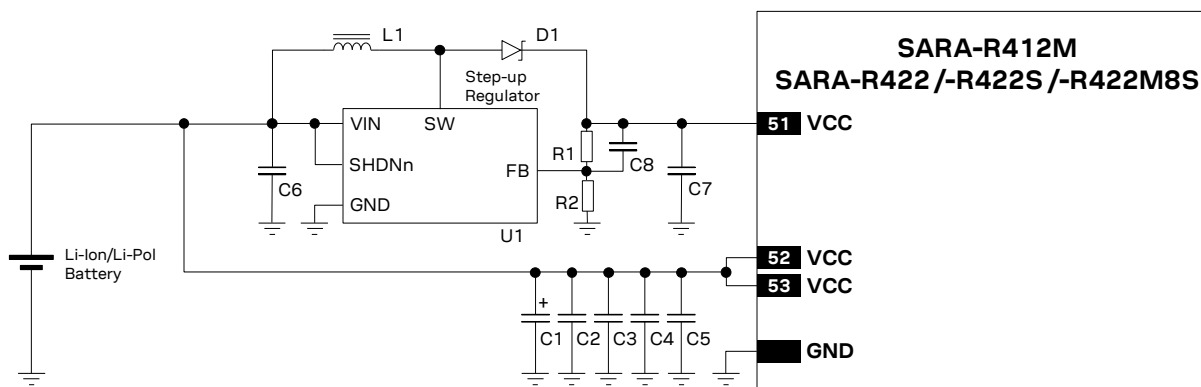 SARA-R412M
SARA-R422 /-R422S /-R422M8S
L1
D1
Step-up
Regulator
VIN
SW
SHDNn
FB
GND
U1
C6
R1
R2
C8
C7
51 VCC
Li-Ion/Li-Pol
Battery
52 VCC
53 VCC
+
C1
C2
C3
C4
C5
GND